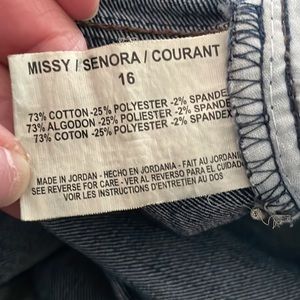 MISSY / SENORA / COURANT
16
73% COTTON -25% POLYESTER -2% SPANDEX
73% ALGODON -25% POLIESTER -2% SPANDEX
73% COTON -25% POLYESTER -2% SPANDEX
MADE IN JORDAN - HECHO EN JORDANIA - FAIT AU JORDAN
SEE REVERSE FOR CARE - VER AL REVERSO PARA EL CUIDADO
VOIR LES INSTRUCTIONS D'ENTRETIEN AU DOS